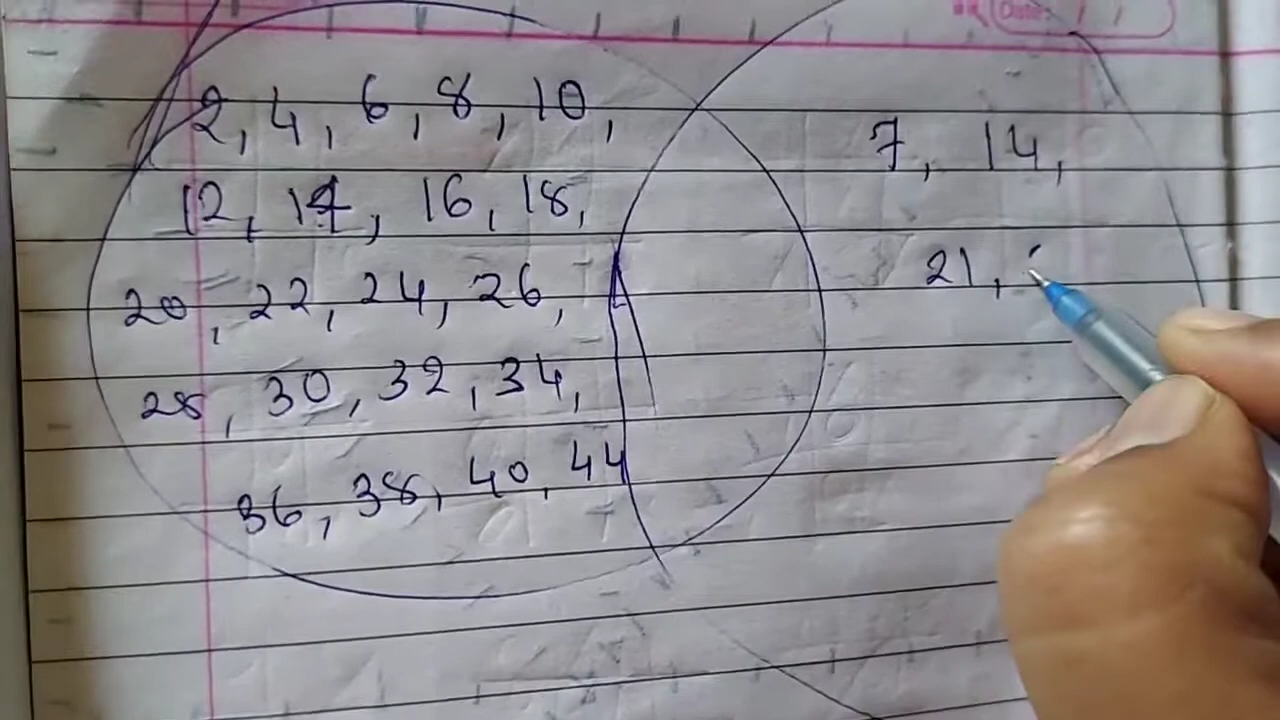 Date:
2, 4, 6, 8, 10,
7, 14,
12, 14, 16, 18,
21,
20, 22, 24, 26,
28, 30, 32, 34,
36, 38, 40, 44